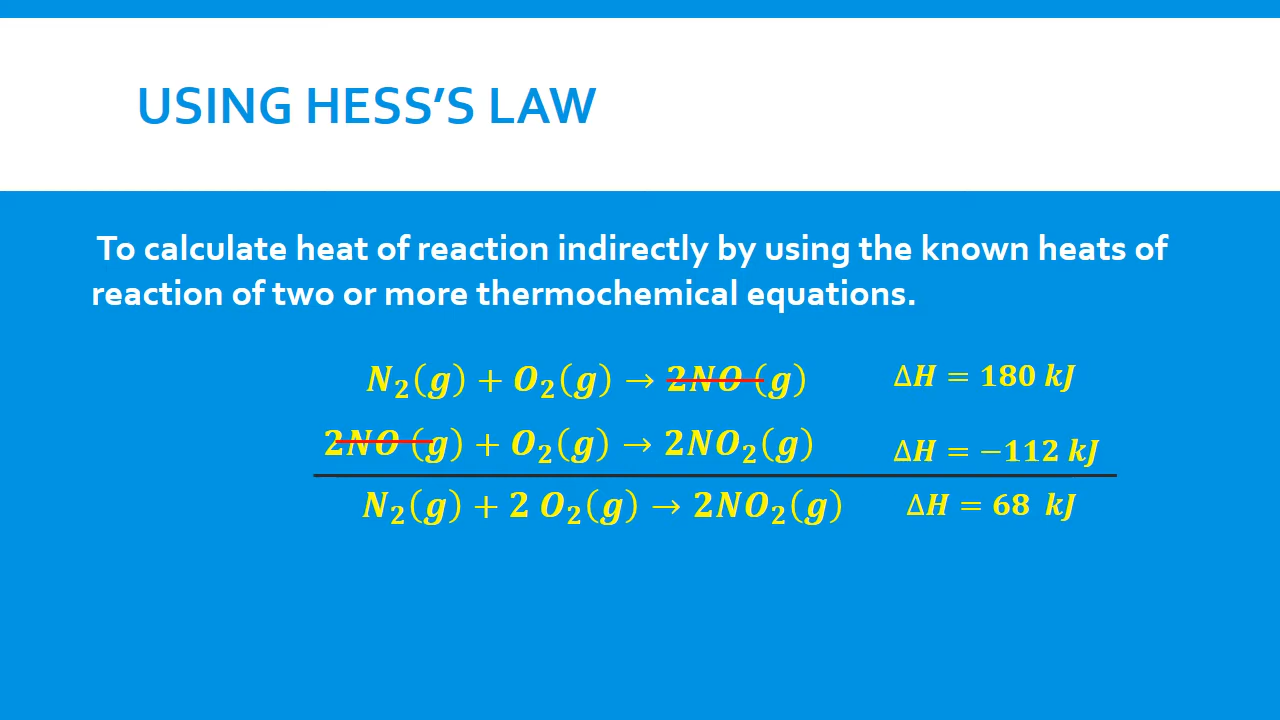 USING HESS’S LAW
To calculate heat of reaction indirectly by using the known heats of
reaction of two or more thermochemical equations.
N₂(g) + O₂(g) → 2NO (g) ΔH = 180 kJ
2NO (g) + O₂(g) → 2NO₂(g) ΔH = −112 kJ
N₂(g) + 2 O₂(g) → 2NO₂(g) ΔH = 68 kJ